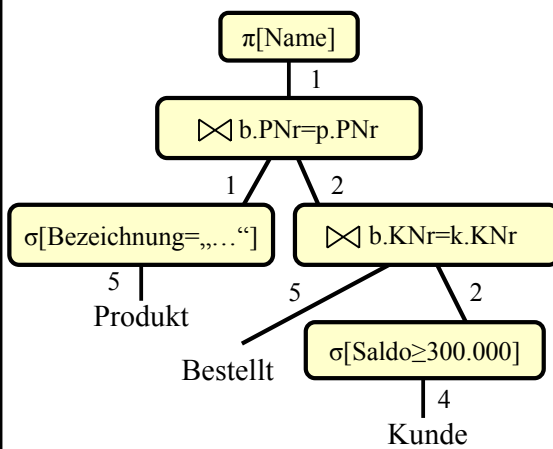 π[Name]
1
⋈ b.PNr=p.PNr
1 2
σ[Bezeichnung=„…“] ⋈ b.KNr=k.KNr
5 5 2
Produkt
Bestellt σ[Saldo≥300.000]
4
Kunde